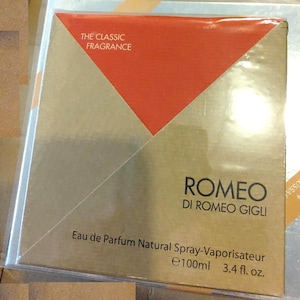 THE CLASSIC
FRAGRANCE
ROMEO
DI ROMEO GIGLI
Eau de Parfum Natural Spray-Vaporisateur
℮100ml 3.4 fl. oz.